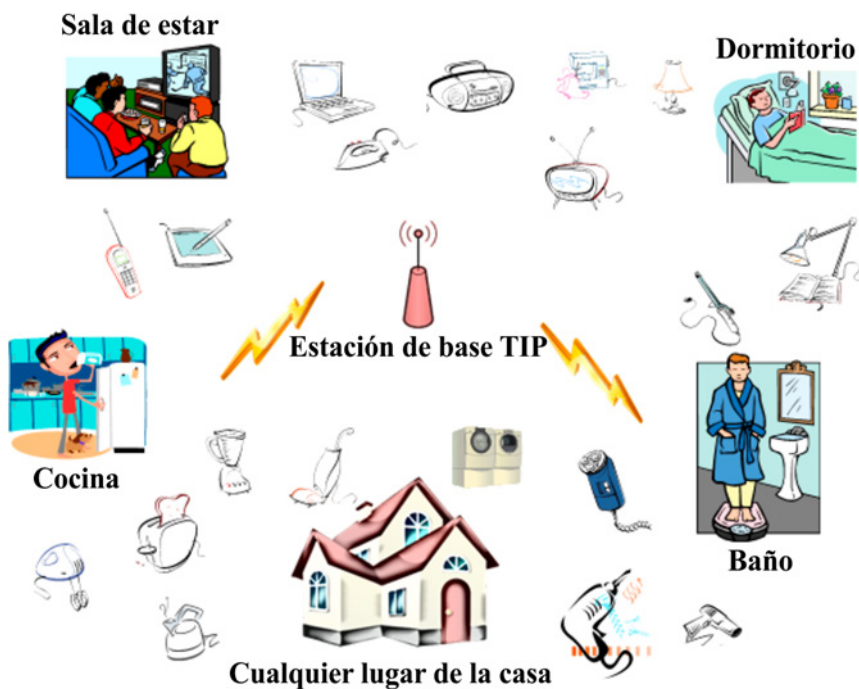 Sala de estar
Dormitorio
Estación de base TIP
Cocina
Baño
Cualquier lugar de la casa